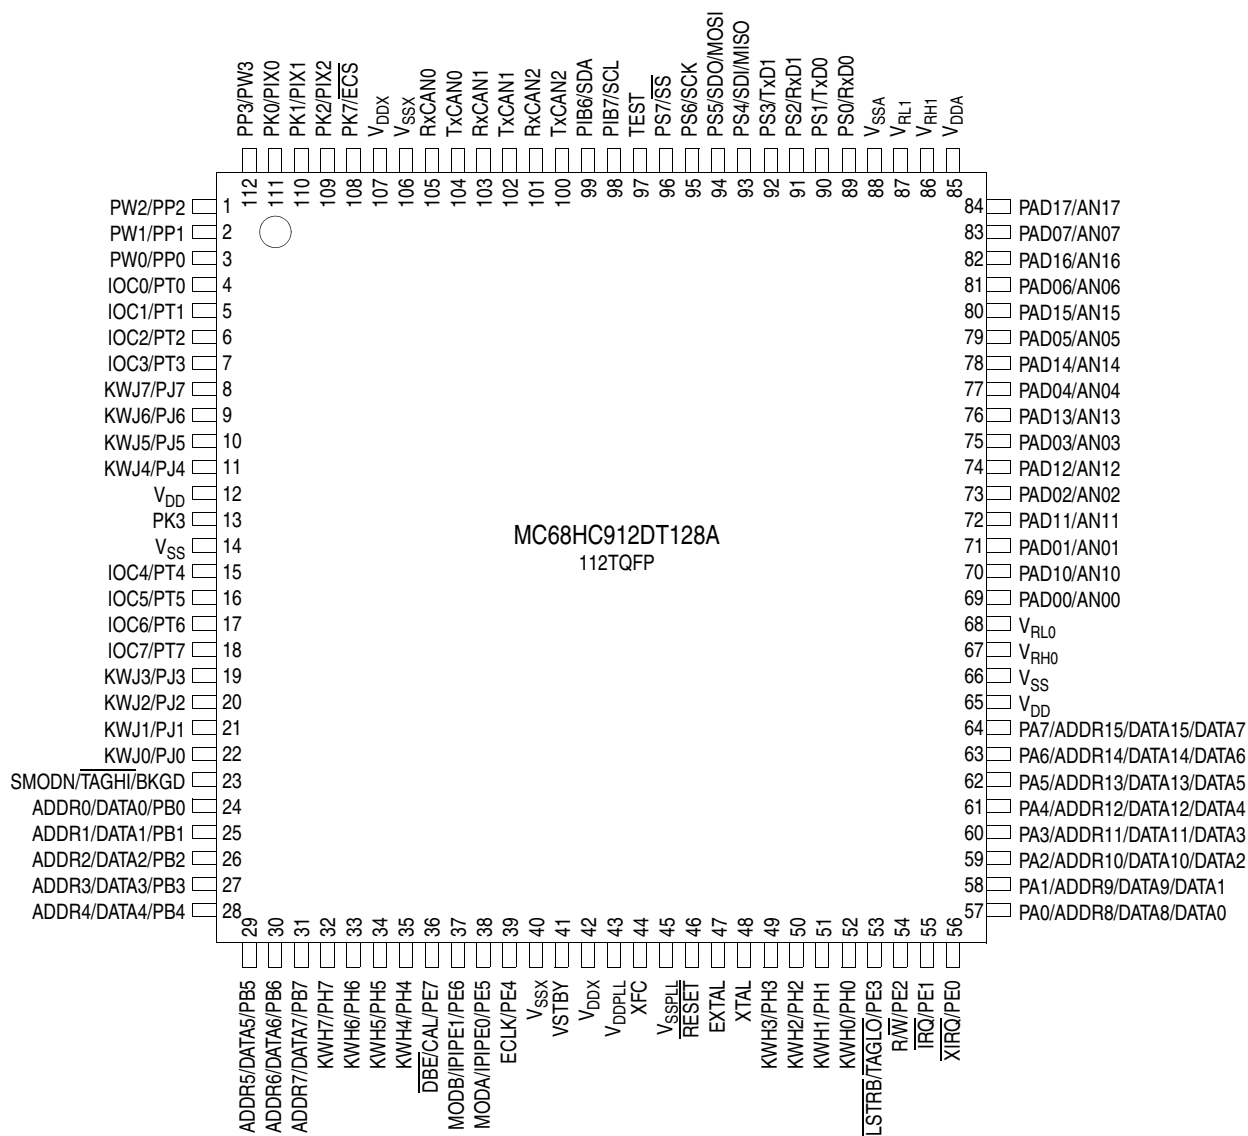 PP3/PW3
PK0/PIX0
PK1/PIX1
PK2/PIX2
PK7/ECS
VDDX
VSSX
RxCAN0
TxCAN0
RxCAN1
TxCAN1
RxCAN2
TxCAN2
PIB6/SDA
PIB7/SCL
TEST
PS7/SS
PS6/SCK
PS5/SDO/MOSI
PS4/SDI/MISO
PS3/TxD1
PS2/RxD1
PS1/TxD0
PS0/RxD0
VSSA
VRL1
VRH1
VDDA
112
111
110
109
108
107
106
105
104
103
102
101
100
99
98
97
96
95
94
93
92
91
90
89
88
87
86
85
PW2/PP2 1
PW1/PP1 2
PW0/PP0 3
IOC0/PT0 4
IOC1/PT1 5
IOC2/PT2 6
IOC3/PT3 7
KWJ7/PJ7 8
KWJ6/PJ6 9
KWJ5/PJ5 10
KWJ4/PJ4 11
VDD 12
PK3 13
VSS 14
IOC4/PT4 15
IOC5/PT5 16
IOC6/PT6 17
IOC7/PT7 18
KWJ3/PJ3 19
KWJ2/PJ2 20
KWJ1/PJ1 21
KWJ0/PJ0 22
SMODN/TAGHI/BKGD 23
ADDR0/DATA0/PB0 24
ADDR1/DATA1/PB1 25
ADDR2/DATA2/PB2 26
ADDR3/DATA3/PB3 27
ADDR4/DATA4/PB4 28
MC68HC912DT128A
112TQFP
84 PAD17/AN17
83 PAD07/AN07
82 PAD16/AN16
81 PAD06/AN06
80 PAD15/AN15
79 PAD05/AN05
78 PAD14/AN14
77 PAD04/AN04
76 PAD13/AN13
75 PAD03/AN03
74 PAD12/AN12
73 PAD02/AN02
72 PAD11/AN11
71 PAD01/AN01
70 PAD10/AN10
69 PAD00/AN00
68 VRL0
67 VRH0
66 VSS
65 VDD
64 PA7/ADDR15/DATA15/DATA7
63 PA6/ADDR14/DATA14/DATA6
62 PA5/ADDR13/DATA13/DATA5
61 PA4/ADDR12/DATA12/DATA4
60 PA3/ADDR11/DATA11/DATA3
59 PA2/ADDR10/DATA10/DATA2
58 PA1/ADDR9/DATA9/DATA1
57 PA0/ADDR8/DATA8/DATA0
29
30
31
32
33
34
35
36
37
38
39
40
41
42
43
44
45
46
47
48
49
50
51
52
53
54
55
56
ADDR5/DATA5/PB5
ADDR6/DATA6/PB6
ADDR7/DATA7/PB7
KWH7/PH7
KWH6/PH6
KWH5/PH5
KWH4/PH4
DBE/CAL/PE7
MODB/IPIPE1/PE6
MODA/IPIPE0/PE5
ECLK/PE4
VSSX
VSTBY
VDDX
VDDPLL
XFC
VSSPLL
RESET
EXTAL
XTAL
KWH3/PH3
KWH2/PH2
KWH1/PH1
KWH0/PH0
LSTRB/TAGLO/PE3
R/W/PE2
IRQ/PE1
XIRQ/PE0